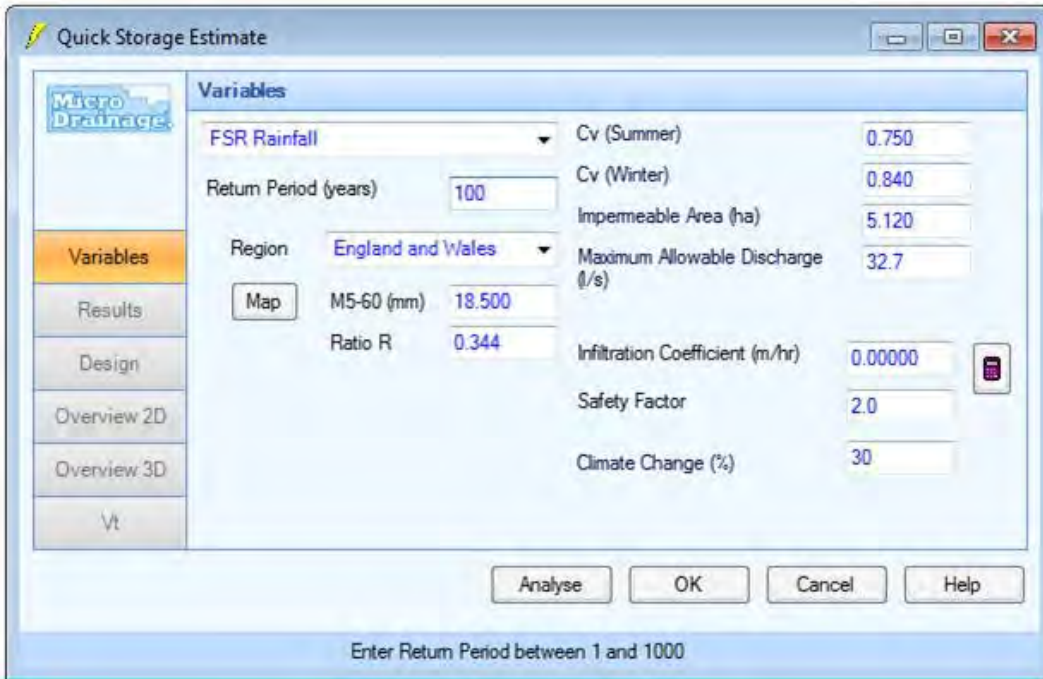 Quick Storage Estimate
Micro
Drainage.
Variables
Results
Design
Overview 2D
Overview 3D
Vt
Variables
FSR Rainfall
Return Period (years) 100
Region England and Wales
Map M5-60 (mm) 18.500
Ratio R 0.344
Cv (Summer) 0.750
Cv (Winter) 0.840
Impermeable Area (ha) 5.120
Maximum Allowable Discharge 32.7
(l/s)
Infiltration Coefficient (m/hr) 0.00000
Safety Factor 2.0
Climate Change (%) 30
Analyse OK Cancel Help
Enter Return Period between 1 and 1000